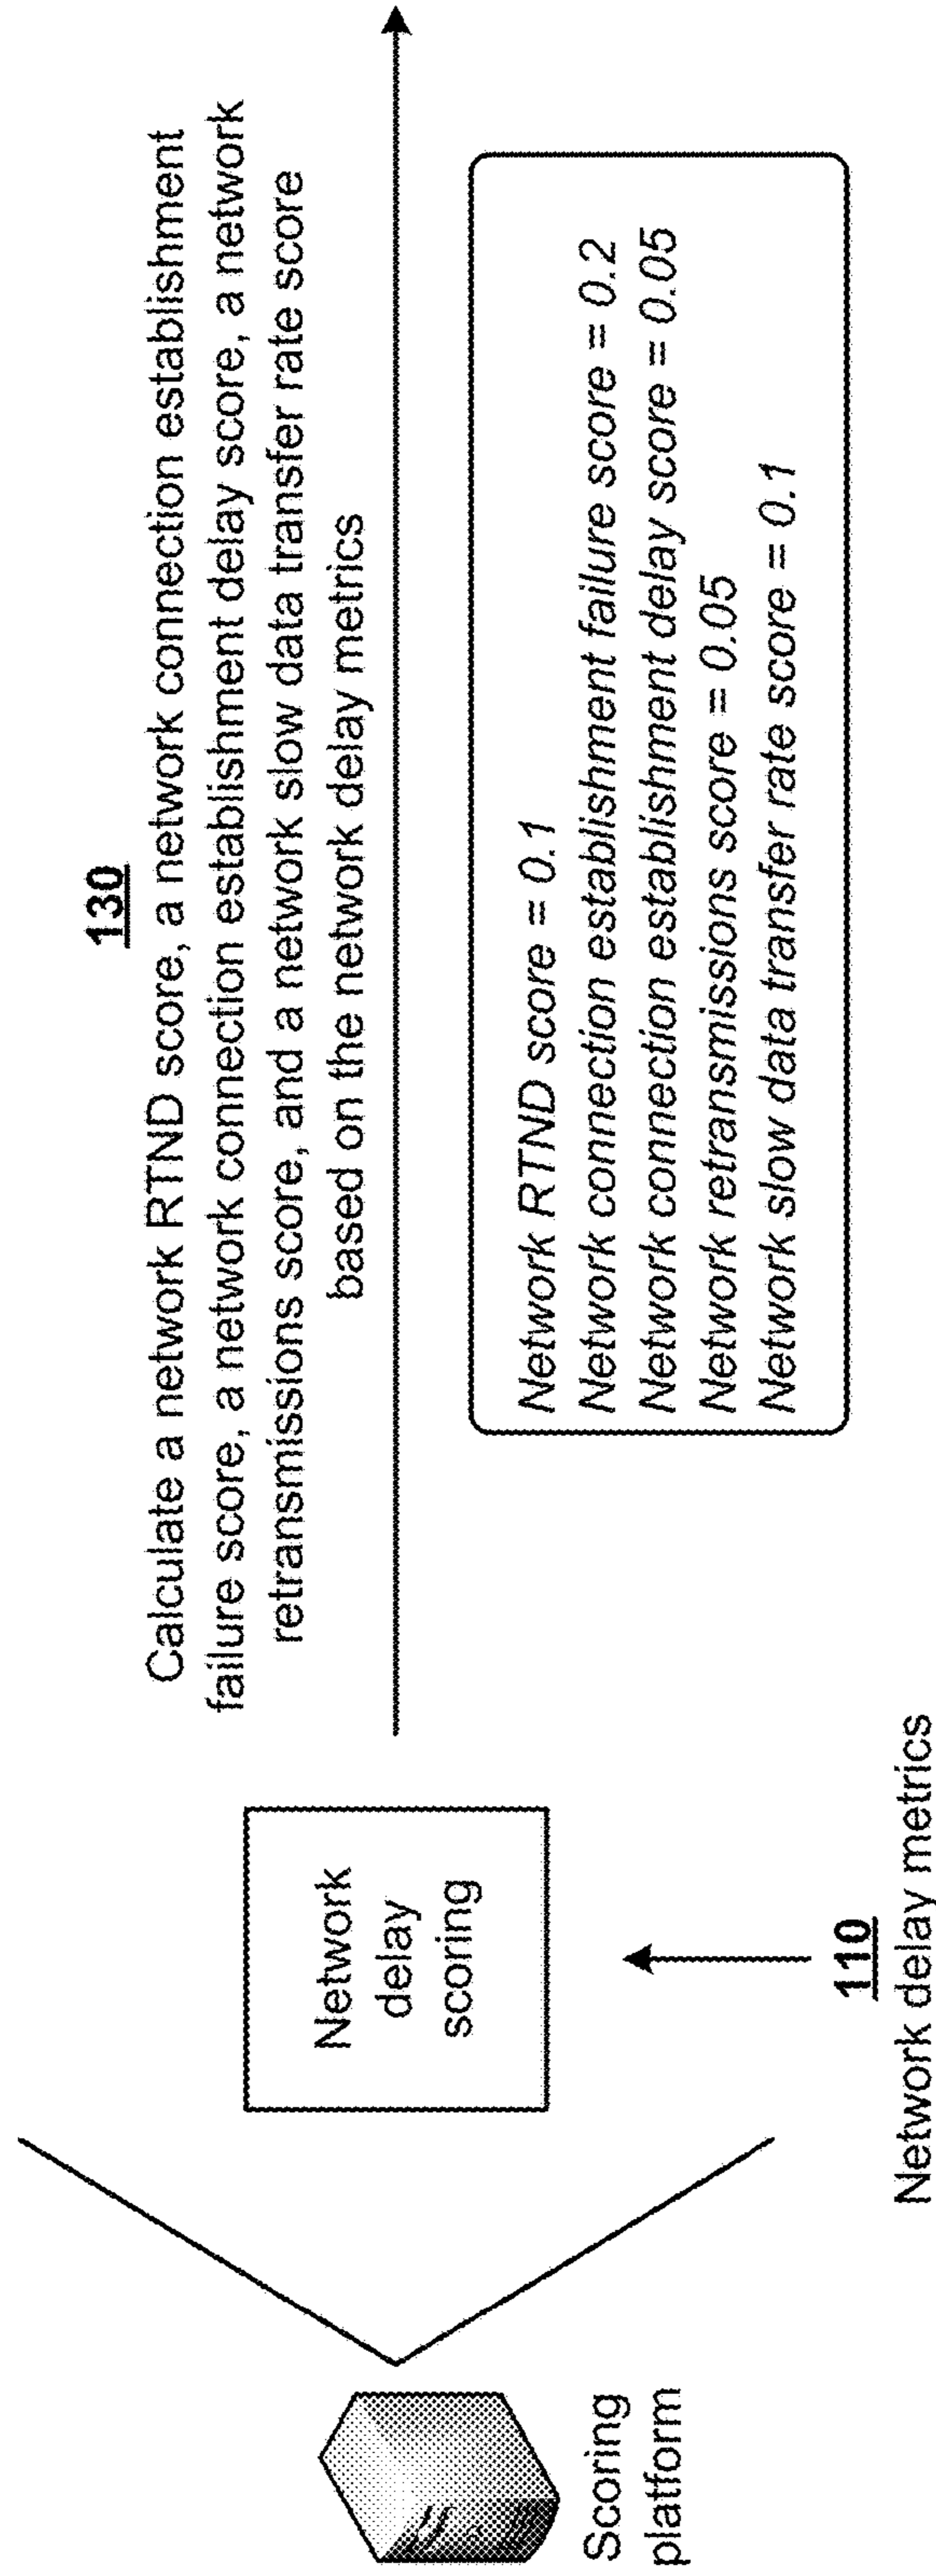 130
Calculate a network RTND score, a network connection establishment
failure score, a network connection establishment delay score, a network
retransmissions score, and a network slow data transfer rate score
based on the network delay metrics
Network
delay
scoring
Network RTND score = 0.1
Network connection establishment failure score = 0.2
Network connection establishment delay score = 0.05
Network retransmissions score = 0.05
Network slow data transfer rate score = 0.1
Scoring
platform
110
Network delay metrics